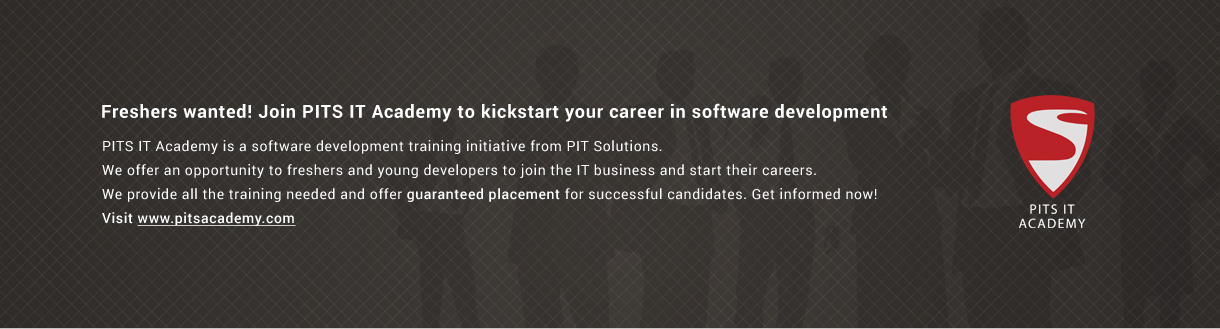 Freshers wanted! Join PITS IT Academy to kickstart your career in software development
PITS IT Academy is a software development training initiative from PIT Solutions.
We offer an opportunity to freshers and young developers to join the IT business and start their careers.
We provide all the training needed and offer guaranteed placement for successful candidates. Get informed now!
Visit www.pitsacademy.com
PITS IT
ACADEMY